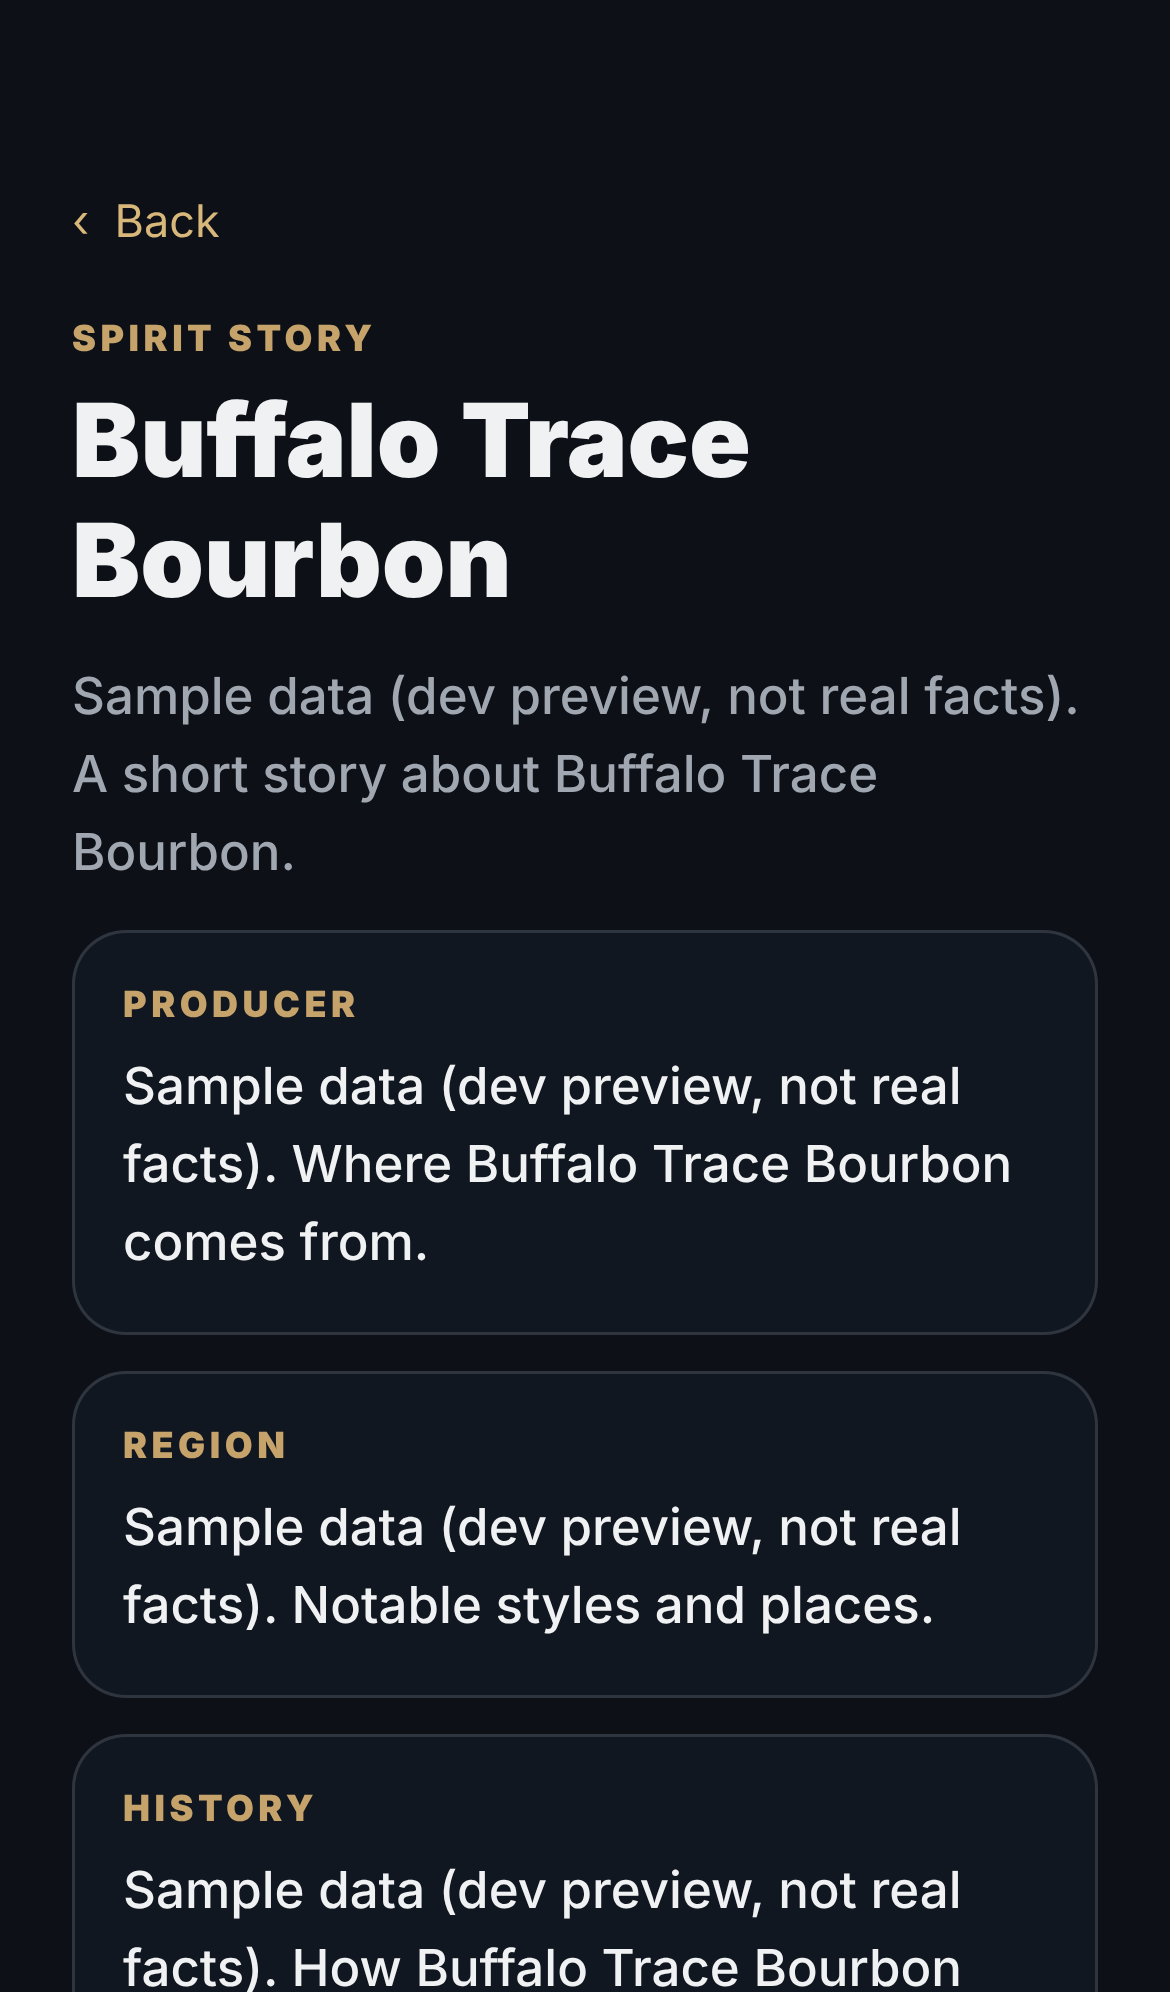 ‹ Back
SPIRIT STORY
Buffalo Trace
Bourbon
Sample data (dev preview, not real facts).
A short story about Buffalo Trace
Bourbon.
PRODUCER
Sample data (dev preview, not real
facts). Where Buffalo Trace Bourbon
comes from.
REGION
Sample data (dev preview, not real
facts). Notable styles and places.
HISTORY
Sample data (dev preview, not real
facts). How Buffalo Trace Bourbon